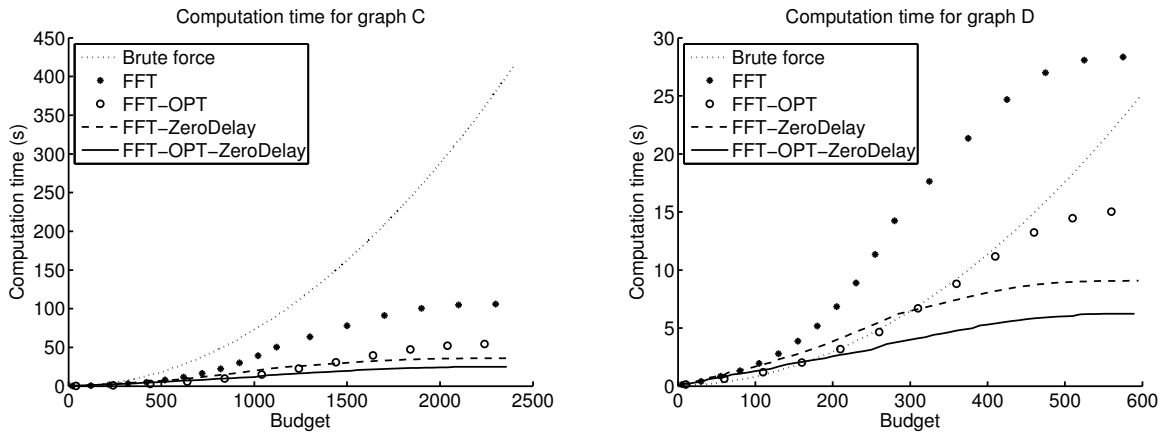 Computation time for graph C
450
400
350
300
250
200
150
100
50
0
Computation time (s)
Brute force
FFT
FFT−OPT
FFT−ZeroDelay
FFT−OPT−ZeroDelay
0
500
1000
1500
2000
2500
Budget
Computation time for graph D
30
25
20
15
10
5
0
Computation time (s)
Brute force
FFT
FFT−OPT
FFT−ZeroDelay
FFT−OPT−ZeroDelay
0
100
200
300
400
500
600
Budget